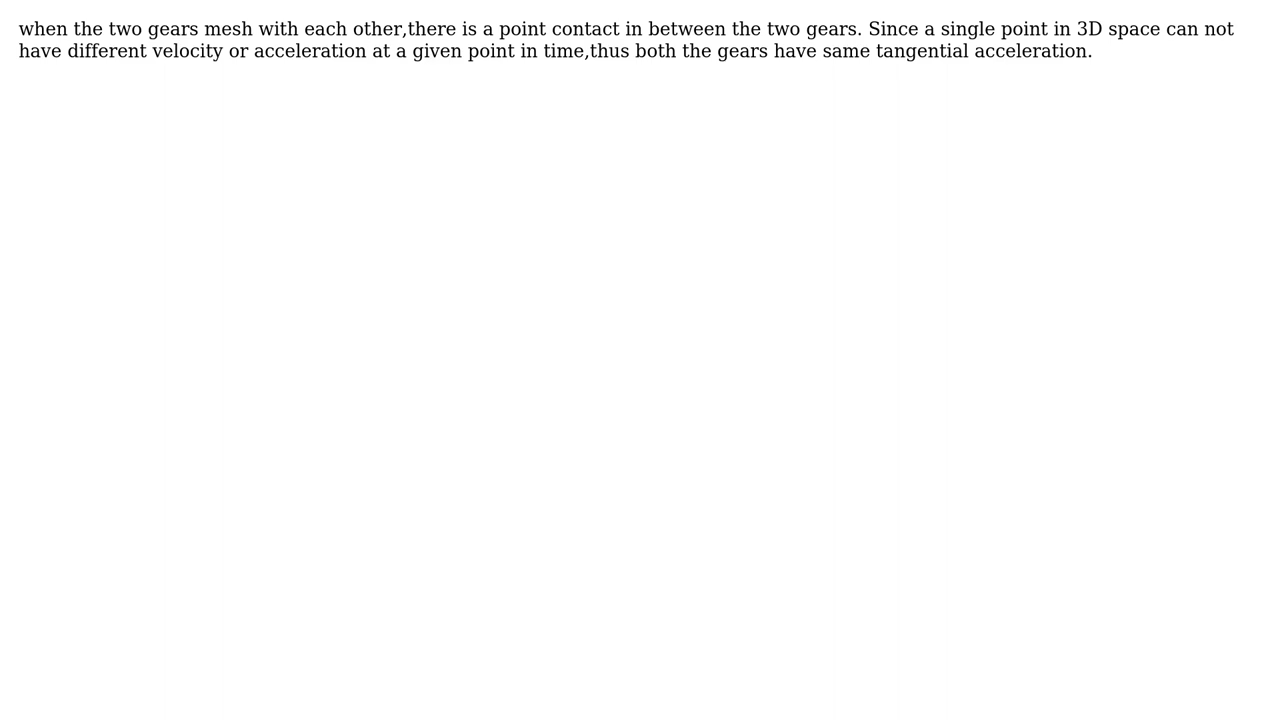 when the two gears mesh with each other,there is a point contact in between the two gears. Since a single point in 3D space can not
have different velocity or acceleration at a given point in time,thus both the gears have same tangential acceleration.